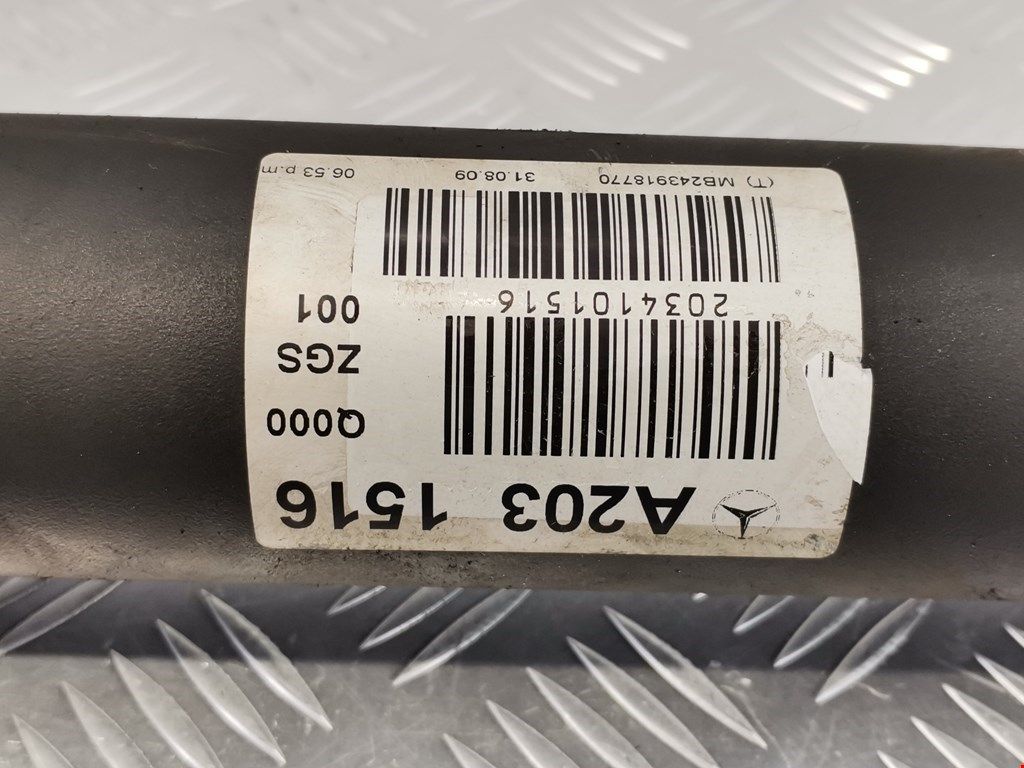 A203 1516
Q000
ZGS
001
2034101516
(T) MB243918770 31.08.09 06.53 p.m